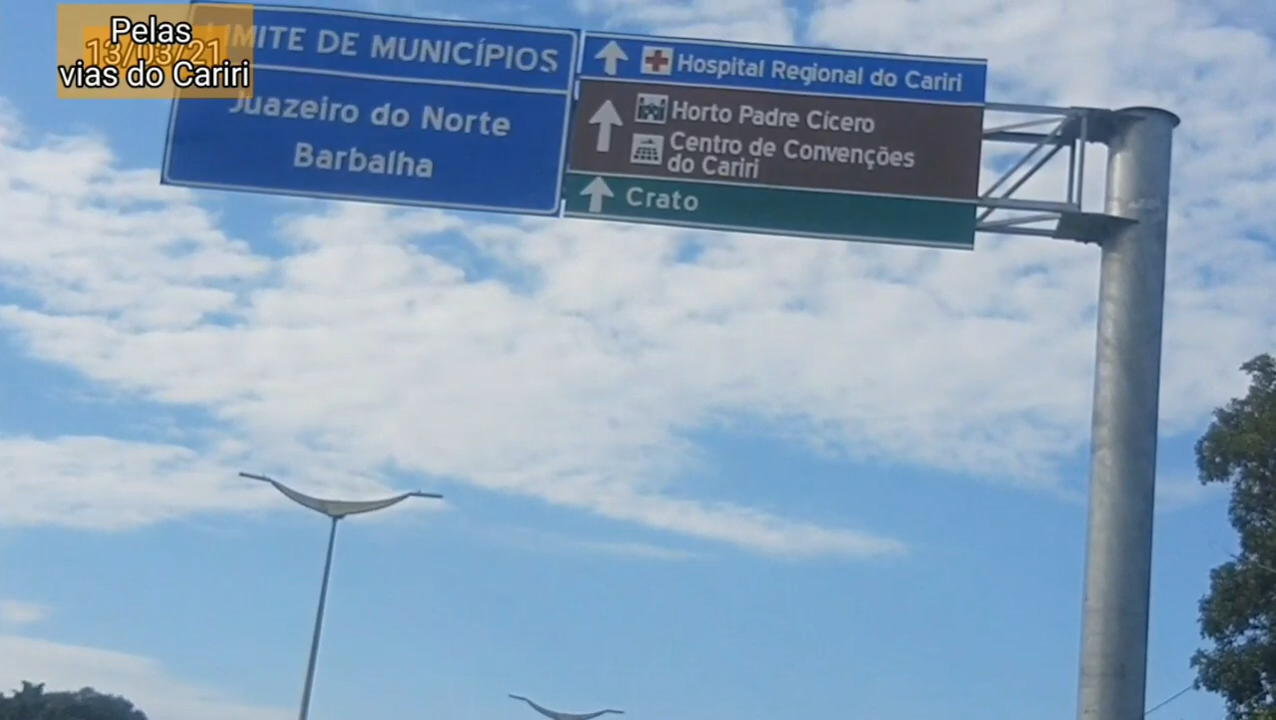 Pelas
13/03/21
vias do Cariri
LIMITE DE MUNICÍPIOS
Juazeiro do Norte
Barbalha
Hospital Regional do Cariri
Horto Padre Cícero
Centro de Convenções
do Cariri
Crato